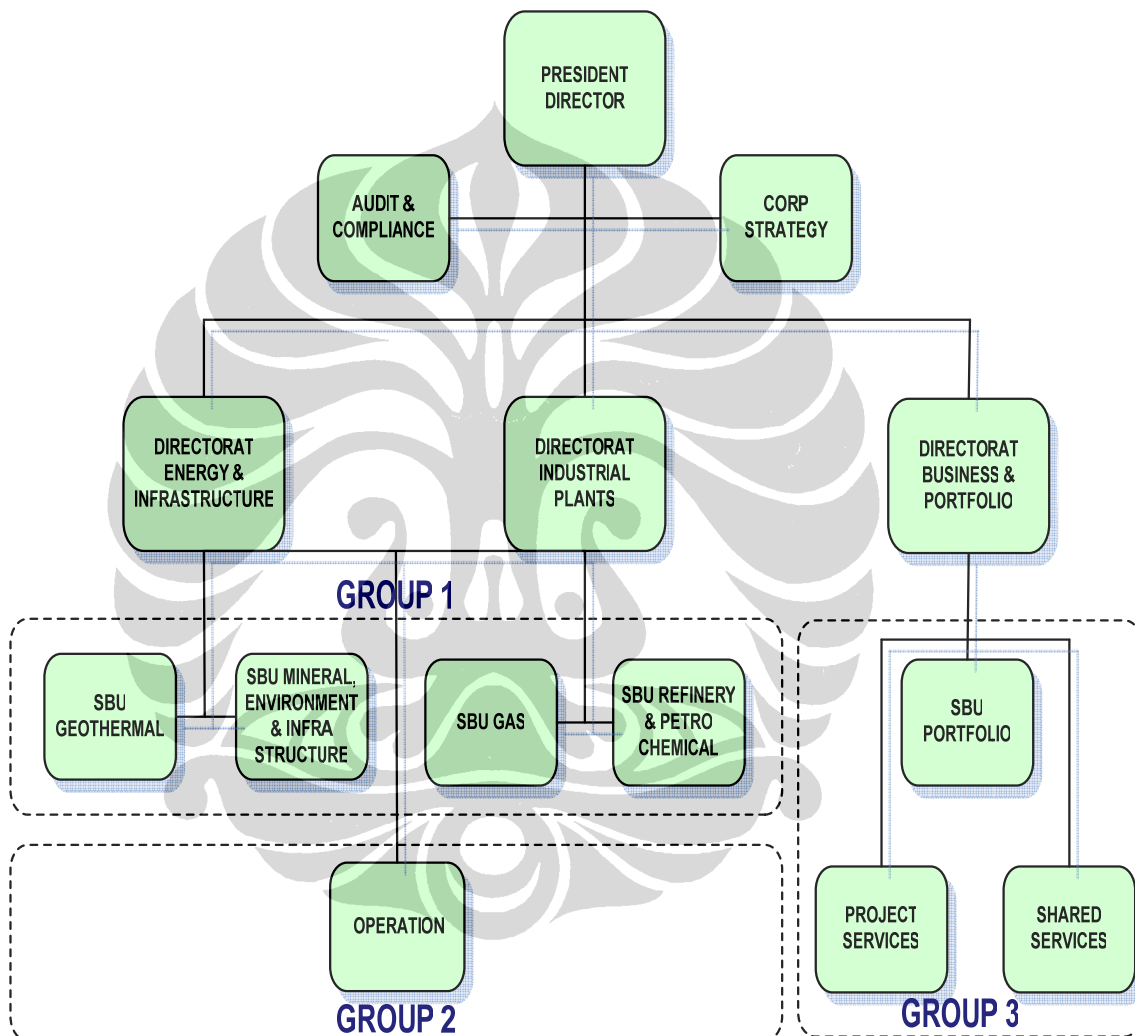 PRESIDENT
DIRECTOR
AUDIT &
COMPLIANCE
CORP
STRATEGY
DIRECTORAT
ENERGY &
INFRASTRUCTURE
DIRECTORAT
INDUSTRIAL
PLANTS
DIRECTORAT
BUSINESS &
PORTFOLIO
GROUP 1
SBU
GEOTHERMAL
SBU MINERAL,
ENVIRONMENT
& INFRA
STRUCTURE
SBU GAS
SBU REFINERY
& PETRO
CHEMICAL
SBU
PORTFOLIO
OPERATION
PROJECT
SERVICES
SHARED
SERVICES
GROUP 2
GROUP 3